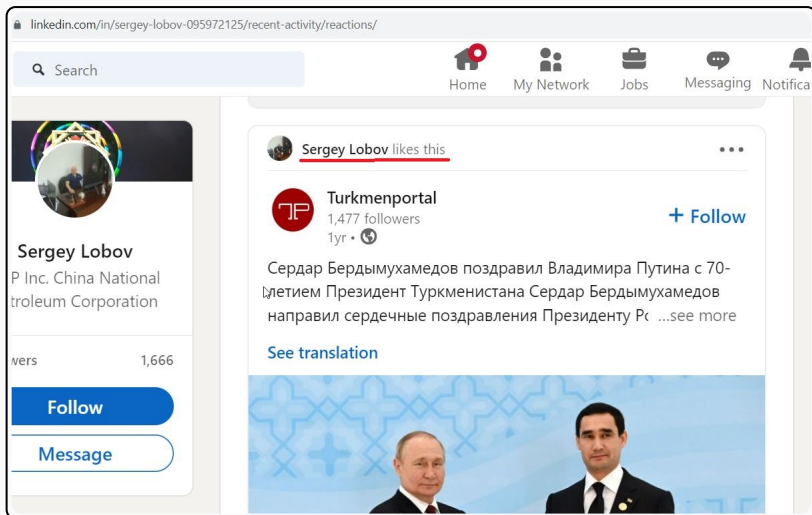 linkedin.com/in/sergey-lobov-095972125/recent-activity/reactions/
Search
Home
My Network
Jobs
Messaging
Notifica
Sergey Lobov likes this
Turkmenportal
1,477 followers
1yr •
+ Follow
Сердар Бердымухамедов поздравил Владимира Путина с 70-
летием Президент Туркменистана Сердар Бердымухамедов
направил сердечные поздравления Президенту Рс ...see more
See translation
Sergey Lobov
P Inc. China National
troleum Corporation
wers 1,666
Follow
Message